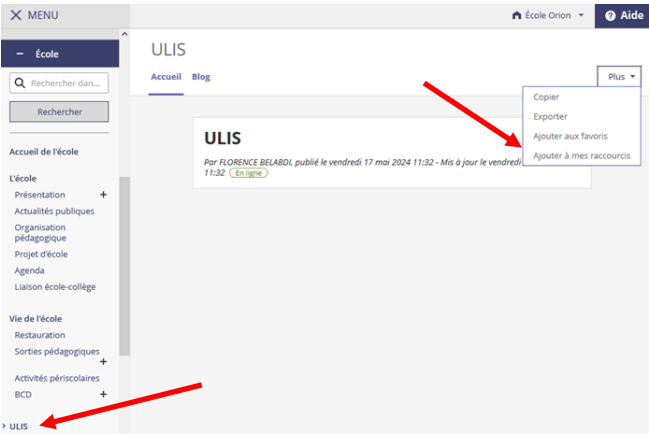 MENU
École Orion
Aide
École
Rechercher dan...
Rechercher
Accueil de l'école
L'école
Présentation +
Actualités publiques
Organisation
pédagogique
Projet d'école
Agenda
Liaison école-collège
Vie de l'école
Restauration
Sorties pédagogiques
+
Activités périscolaires
BCD +
ULIS
ULIS
Accueil Blog
Plus
Copier
Exporter
Ajouter aux favoris
Ajouter à mes raccourcis
ULIS
Par FLORENCE BELABDI, publié le vendredi 17 mai 2024 11:32 - Mis à jour le vendredi
11:32 En ligne